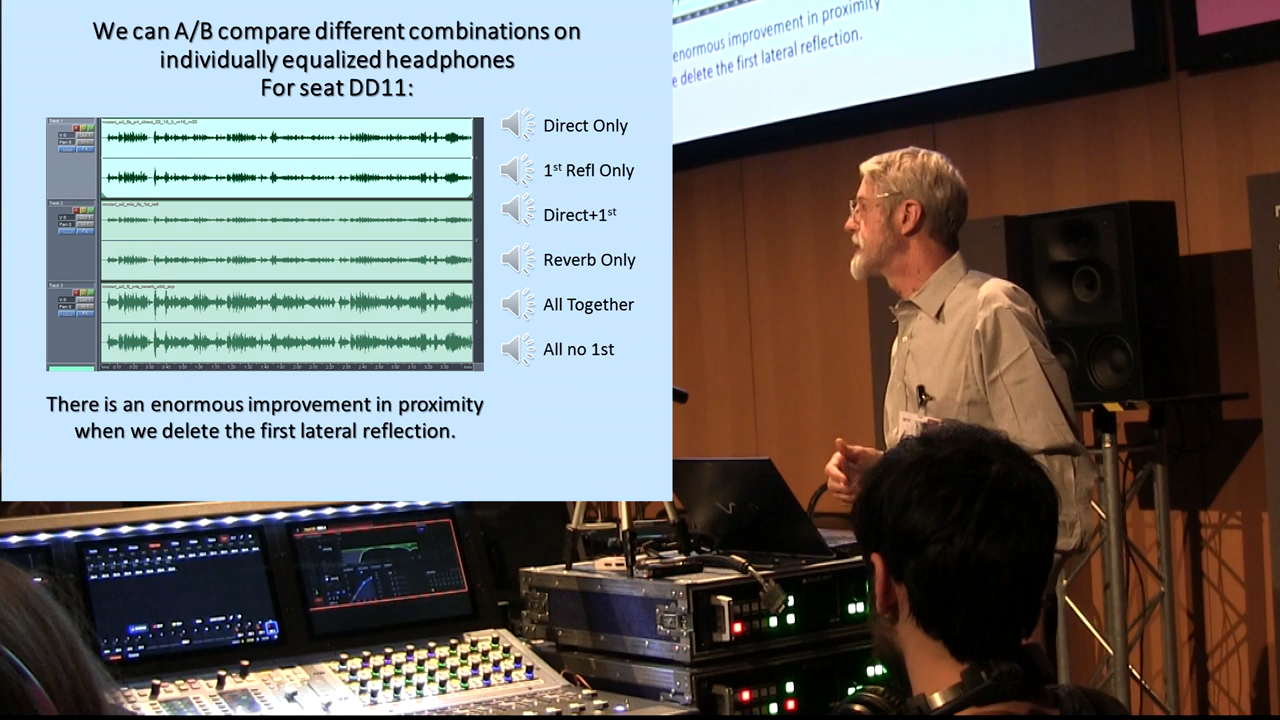 We can A/B compare different combinations on
individually equalized headphones
For seat DD11:
Direct Only
1st Refl Only
Direct+1st
Reverb Only
All Together
All no 1st
There is an enormous improvement in proximity
when we delete the first lateral reflection.
enormous improvement in proximity
e delete the first lateral reflection.